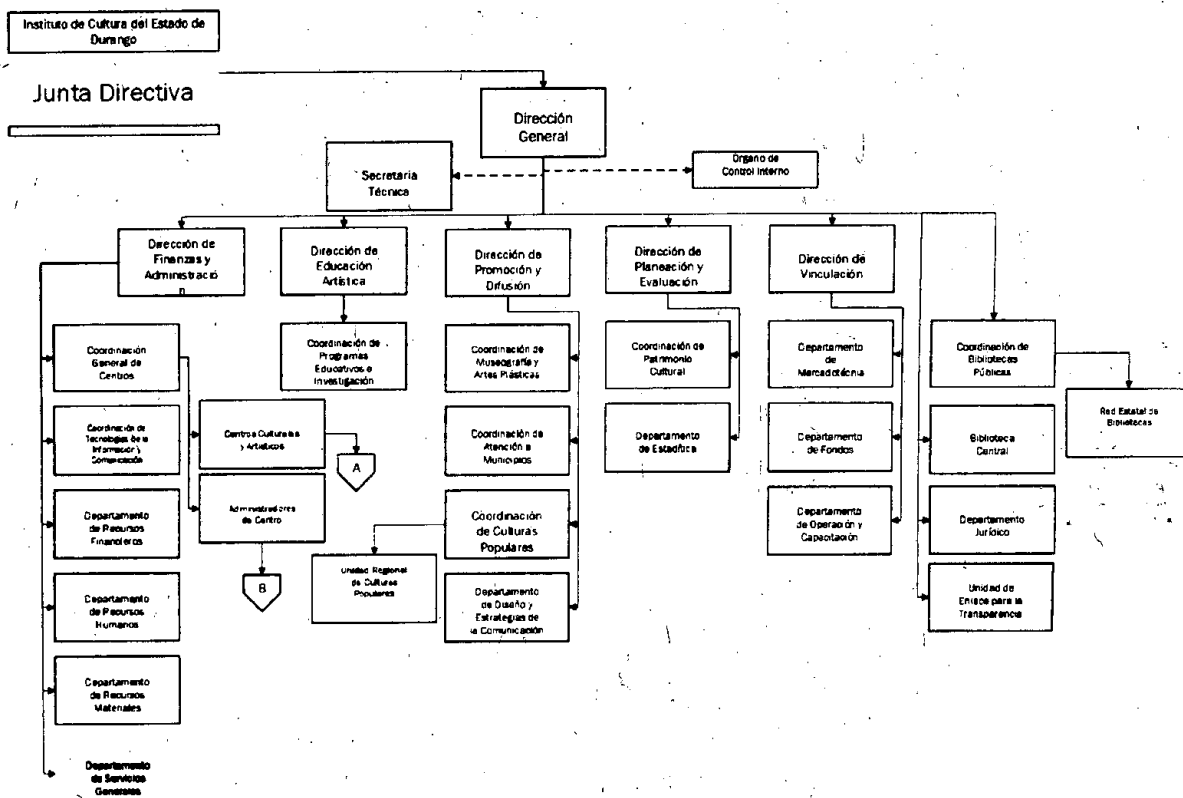 Instituto de Cultura del Estado de
Durango
Junta Directiva
Dirección
General
Secretaria
Técnica
Organo de
Control Interno
Dirección de
Finanzas y
Administració
n
Dirección de
Educación
Artística
Dirección de
Promoción y
Difusión
Dirección de
Planeación y
Evaluación
Dirección de
Vinculación
Coordinación
General de
Centros
Coordinación de
Programas
Educativos e
Investigación
Coordinación de
Museografía y
Artes Plásticas
Coordinación de
Patrimonio
Cultural
Departamento
de
Mercadotécnia
Coordinación de
Bibliotecas
Públicas
Red Estatal de
Bibliotecas
Coordinación de
Tecnologías de la
Información y
Comunicación
Centros Culturales
y Artísticos
A
Coordinación de
Atención a
Municipios
Departamento
de Estadítica
Departamento
de Fondos
Biblioteca
Central
Departamento
de Recursos
Financieros
Administradores
de Centro
B
Coordinación
de Culturas
Populares
Unidad Regional
de Culturas
Populares
Departamento
de Operación y
Capacitación
Departamento
Jurídico
Departamento
de Recursos
Humanos
Departamento
de Diseño y
Estrategias de
la Comunicación
Unidad de
Enlace para la
Transparencia
Departamento
de Recursos
Materiales
Departamento
de Servicios
Generales